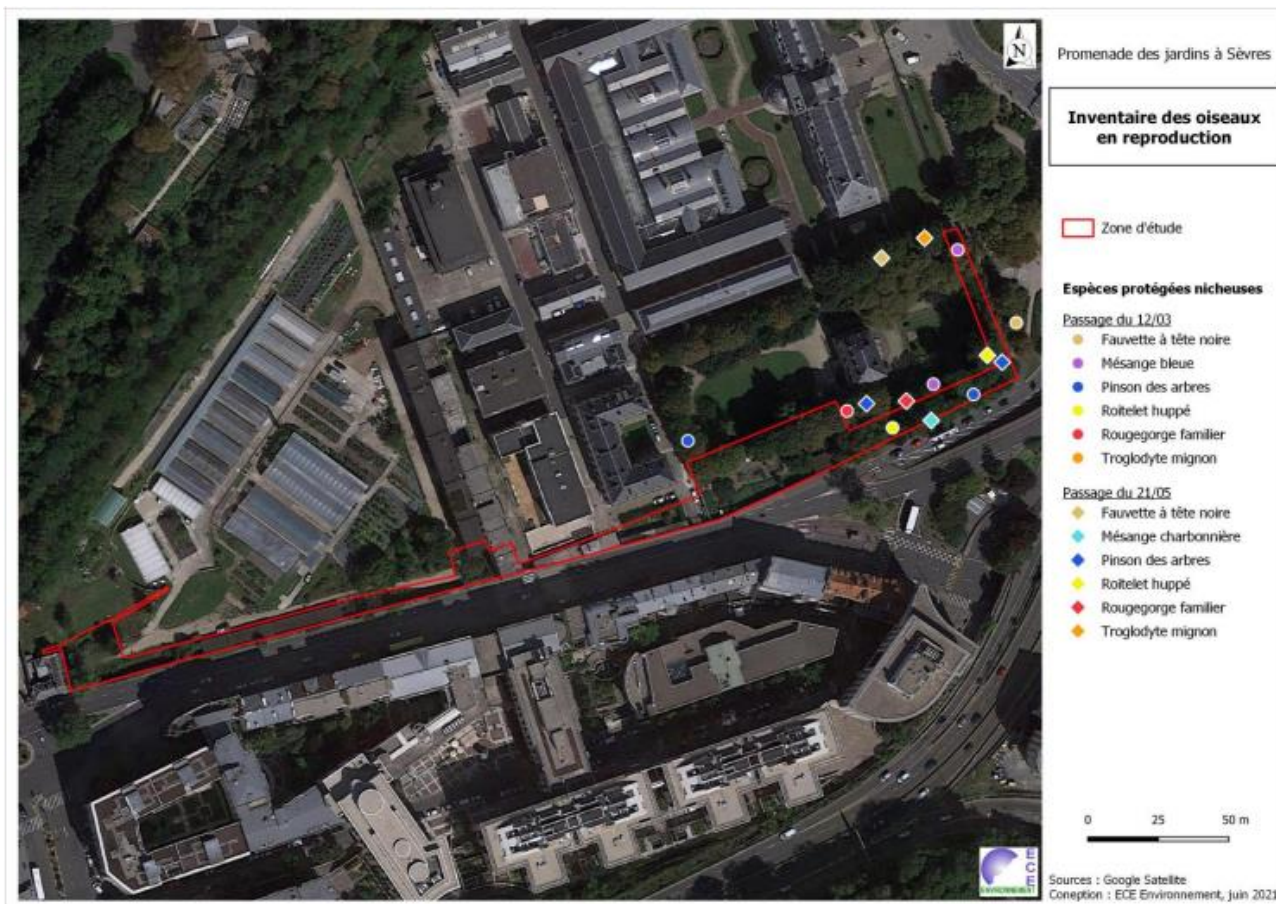 N
Promenade des jardins à Sèvres
Inventaire des oiseaux
en reproduction
Zone d'étude
Espèces protégées nicheuses
Passage du 12/03
Fauvette à tête noire
Mésange bleue
Pinson des arbres
Roitelet huppé
Rougegorge familier
Troglodyte mignon
Passage du 21/05
Fauvette à tête noire
Mésange charbonnière
Pinson des arbres
Roitelet huppé
Rougegorge familier
Troglodyte mignon
0 25 50 m
ECE
ENVIRONNEMENT
Sources : Google Satellite
Coneption : ECE Environnement, juin 2021